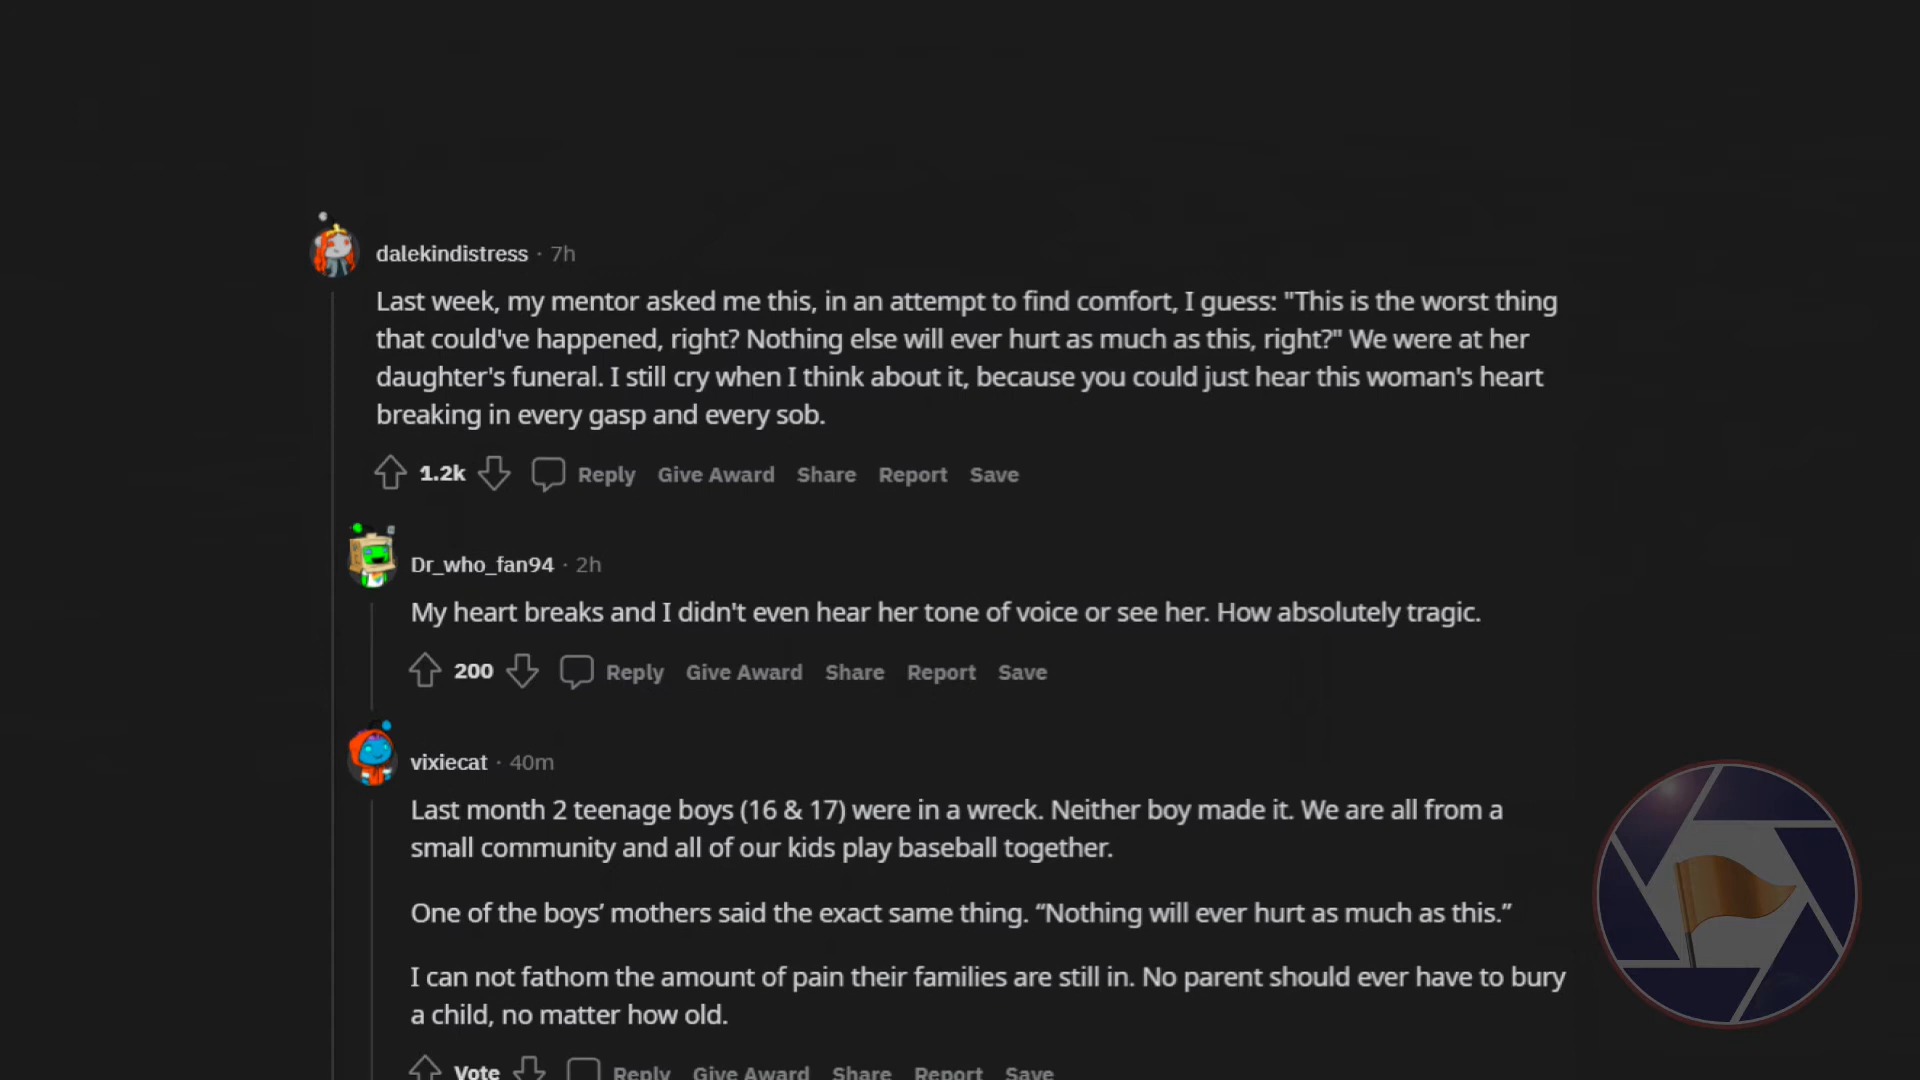 dalekindistress · 7h
Last week, my mentor asked me this, in an attempt to find comfort, I guess: "This is the worst thing
that could've happened, right? Nothing else will ever hurt as much as this, right?" We were at her
daughter's funeral. I still cry when I think about it, because you could just hear this woman's heart
breaking in every gasp and every sob.
1.2k Reply Give Award Share Report Save
Dr_who_fan94 · 2h
My heart breaks and I didn't even hear her tone of voice or see her. How absolutely tragic.
200 Reply Give Award Share Report Save
vixiecat · 40m
Last month 2 teenage boys (16 & 17) were in a wreck. Neither boy made it. We are all from a
small community and all of our kids play baseball together.
One of the boys’ mothers said the exact same thing. “Nothing will ever hurt as much as this.”
I can not fathom the amount of pain their families are still in. No parent should ever have to bury
a child, no matter how old.
Vote Reply Give Award Share Report Save